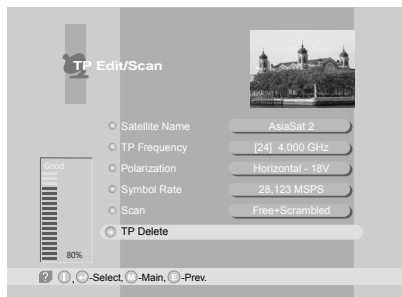 TP Edit/Scan
Satellite Name AsiaSat 2
TP Frequency [24] 4,000 GHz
Polarization Horizontal - 18V
Symbol Rate 28,123 MSPS
Scan Free+Scrambled
TP Delete
Good
80%
? , -Select, M -Main, E -Prev.